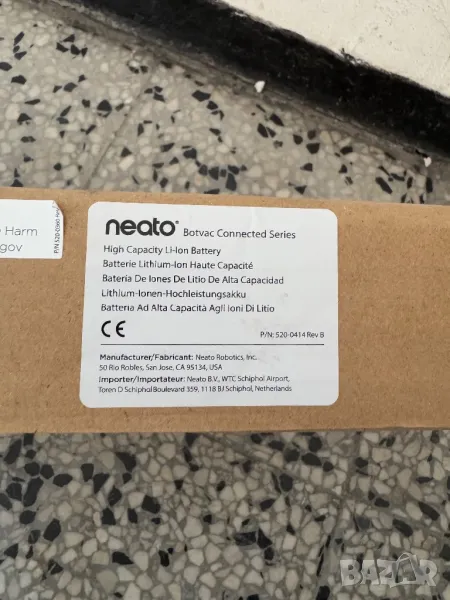 e Harm
gov
neato® Botvac Connected Series
High Capacity Li-Ion Battery
Batterie Lithium-Ion Haute Capacité
Batería De Iones De Litio De Alta Capacidad
Lithium-Ionen-Hochleistungsakku
Batteria Ad Alta Capacità Agli Ioni Di Litio
CE
P/N: 520-0414 Rev B
Manufacturer/Fabricant: Neato Robotics, Inc.
50 Rio Robles, San Jose, CA 95134, USA
Importer/Importateur: Neato B.V., WTC Schiphol Airport,
Toren D Schiphol Boulevard 359, 1118 BJ Schiphol, Netherlands
BAZAR